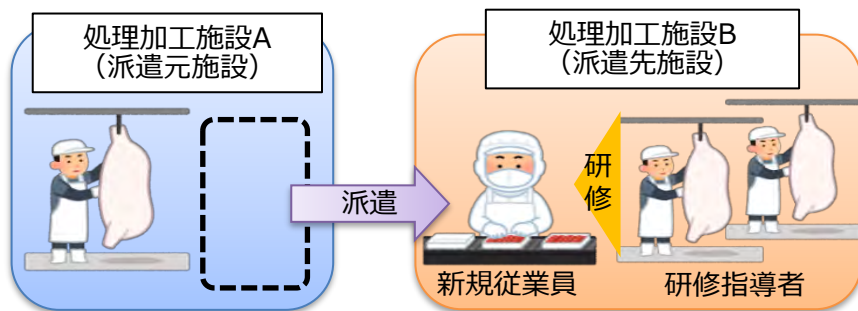 処理加工施設A
（派遣元施設）
処理加工施設B
（派遣先施設）
派遣
研修
新規従業員
研修指導者